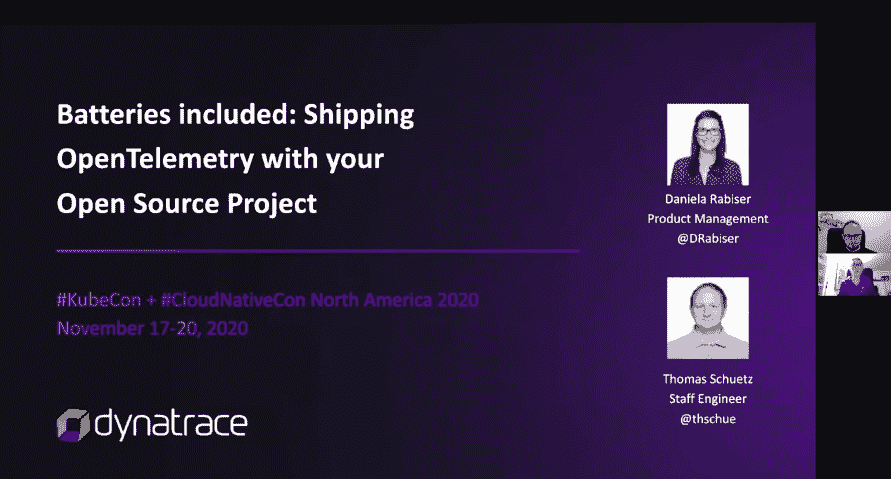 Batteries included: Shipping
OpenTelemetry with your
Open Source Project
#KubeCon + #CloudNativeCon North America 2020
November 17-20, 2020
dynatrace
Daniela Rabiser
Product Management
@DRabiser
Thomas Schuetz
Staff Engineer
@thschue